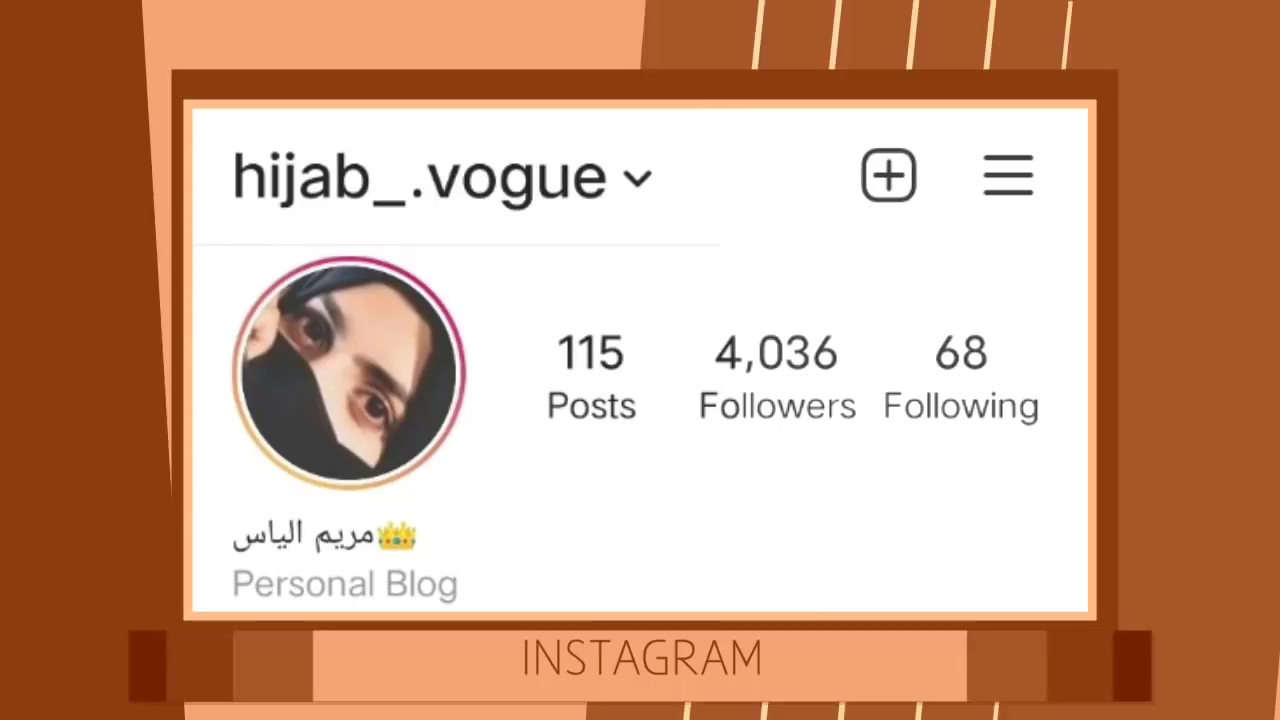 hijab_.vogue
115 4,036 68
Posts Followers Following
مريم الياس👑
Personal Blog
INSTAGRAM